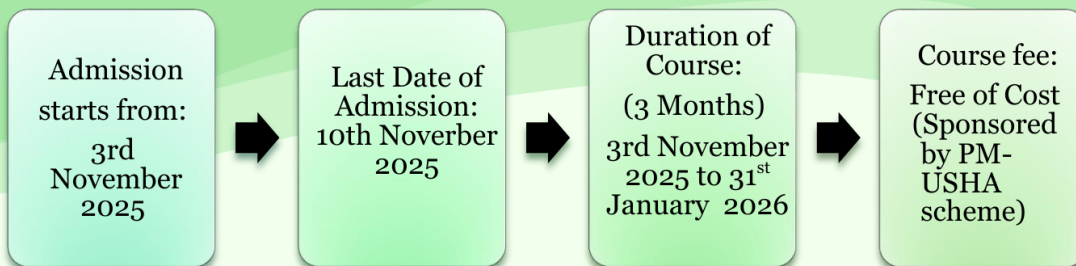 Admission
starts from:
3rd
November
2025
Last Date of
Admission:
10th Noverber
2025
Duration of
Course:
(3 Months)
3rd November
2025 to 31st
January 2026
Course fee:
Free of Cost
(Sponsored
by PM-
USHA
scheme)